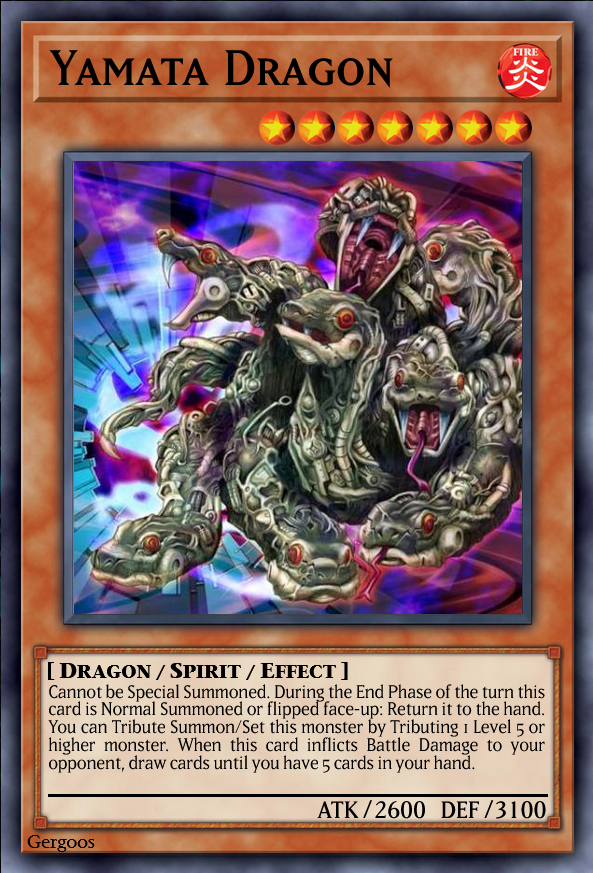 Yamata Dragon
FIRE
炎
[ Dragon / Spirit / Effect ]
Cannot be Special Summoned. During the End Phase of the turn this
card is Normal Summoned or flipped face-up: Return it to the hand.
You can Tribute Summon/Set this monster by Tributing 1 Level 5 or
higher monster. When this card inflicts Battle Damage to your
opponent, draw cards until you have 5 cards in your hand.
ATK/2600 DEF/3100
Gergoos